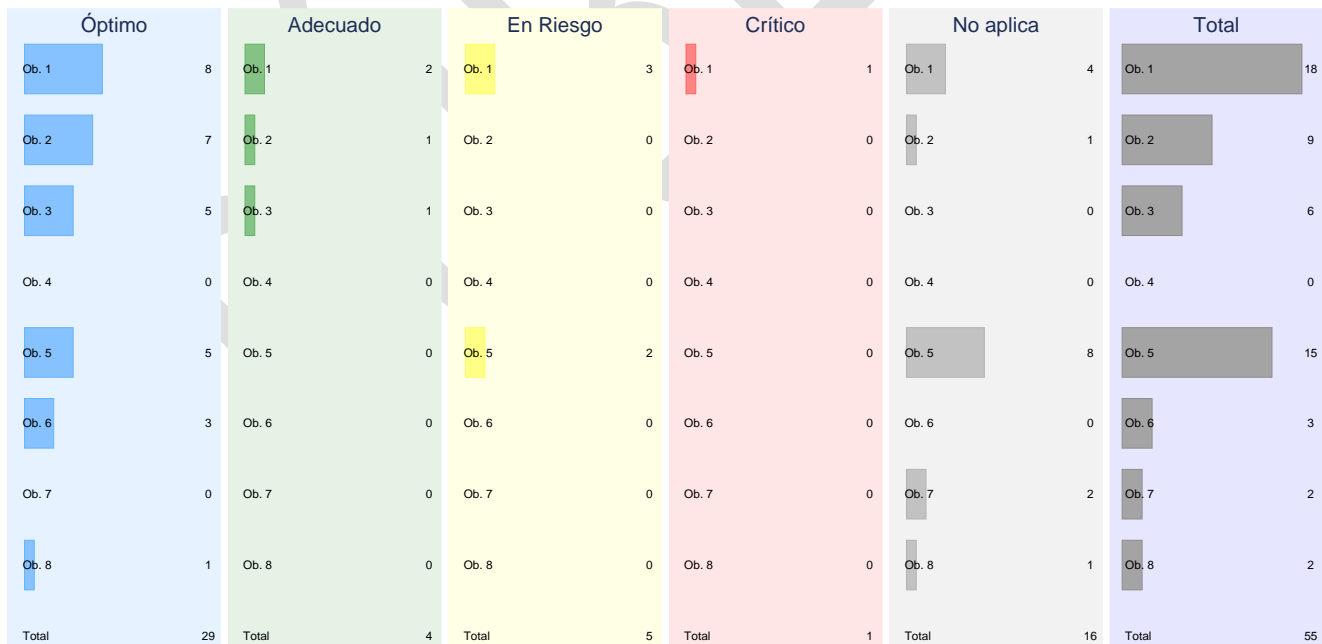 Óptimo Adecuado En Riesgo Crítico No aplica Total
Ob. 1 8 Ob. 1 2 Ob. 1 3 Ob. 1 1 Ob. 1 4 Ob. 1 18
Ob. 2 7 Ob. 2 1 Ob. 2 0 Ob. 2 0 Ob. 2 1 Ob. 2 9
Ob. 3 5 Ob. 3 1 Ob. 3 0 Ob. 3 0 Ob. 3 0 Ob. 3 6
Ob. 4 0 Ob. 4 0 Ob. 4 0 Ob. 4 0 Ob. 4 0 Ob. 4 0
Ob. 5 5 Ob. 5 0 Ob. 5 2 Ob. 5 0 Ob. 5 8 Ob. 5 15
Ob. 6 3 Ob. 6 0 Ob. 6 0 Ob. 6 0 Ob. 6 0 Ob. 6 3
Ob. 7 0 Ob. 7 0 Ob. 7 0 Ob. 7 0 Ob. 7 2 Ob. 7 2
Ob. 8 1 Ob. 8 0 Ob. 8 0 Ob. 8 0 Ob. 8 1 Ob. 8 2
Total 29 Total 4 Total 5 Total 1 Total 16 Total 55